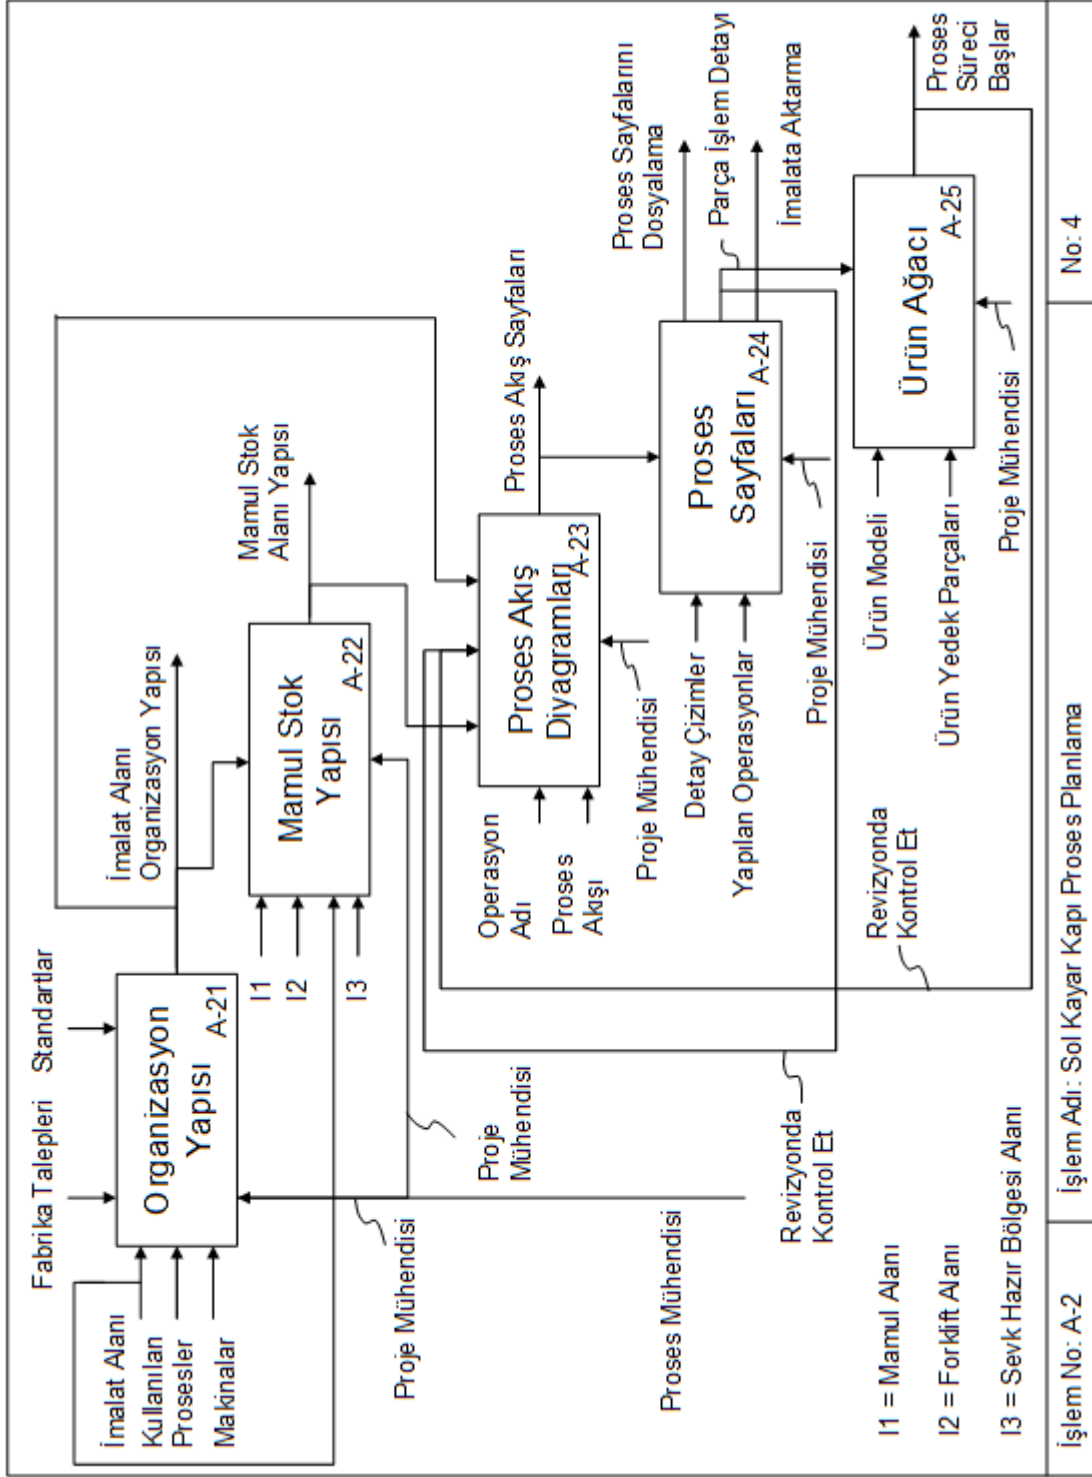 Fabrika Talepleri
Standartlar
İmalat Alanı
Kullanılan
Prosesler
Makinalar
Organizasyon
Yapısı
A-21
İmalat Alanı
Organizasyon Yapısı
I1
I2
I3
Mamul Stok
Yapısı
A-22
Mamul Stok
Alanı Yapısı
Proje Mühendisi
Proje
Mühendisi
Proses Mühendisi
Operasyon
Adı
Proses
Akışı
Proses Akış
Diyagramları
A-23
Proses Akış Sayfaları
Proje Mühendisi
Detay Çizimler
Yapılan Operasyonlar
Proses
Sayfaları
A-24
Proses Sayfalarını
Dosyalama
Parça İşlem Detayı
İmalata Aktarma
Proje Mühendisi
Revizyonda
Kontrol Et
Ürün Modeli
Ürün Yedek Parçaları
Ürün Ağacı
A-25
Proses
Süreci
Başlar
Proje Mühendisi
Revizyonda
Kontrol Et
I1 = Mamul Alanı
I2 = Forklift Alanı
I3 = Sevk Hazır Bölgesi Alanı
İşlem No: A-2
İşlem Adı: Sol Kayar Kapı Proses Planlama
No: 4